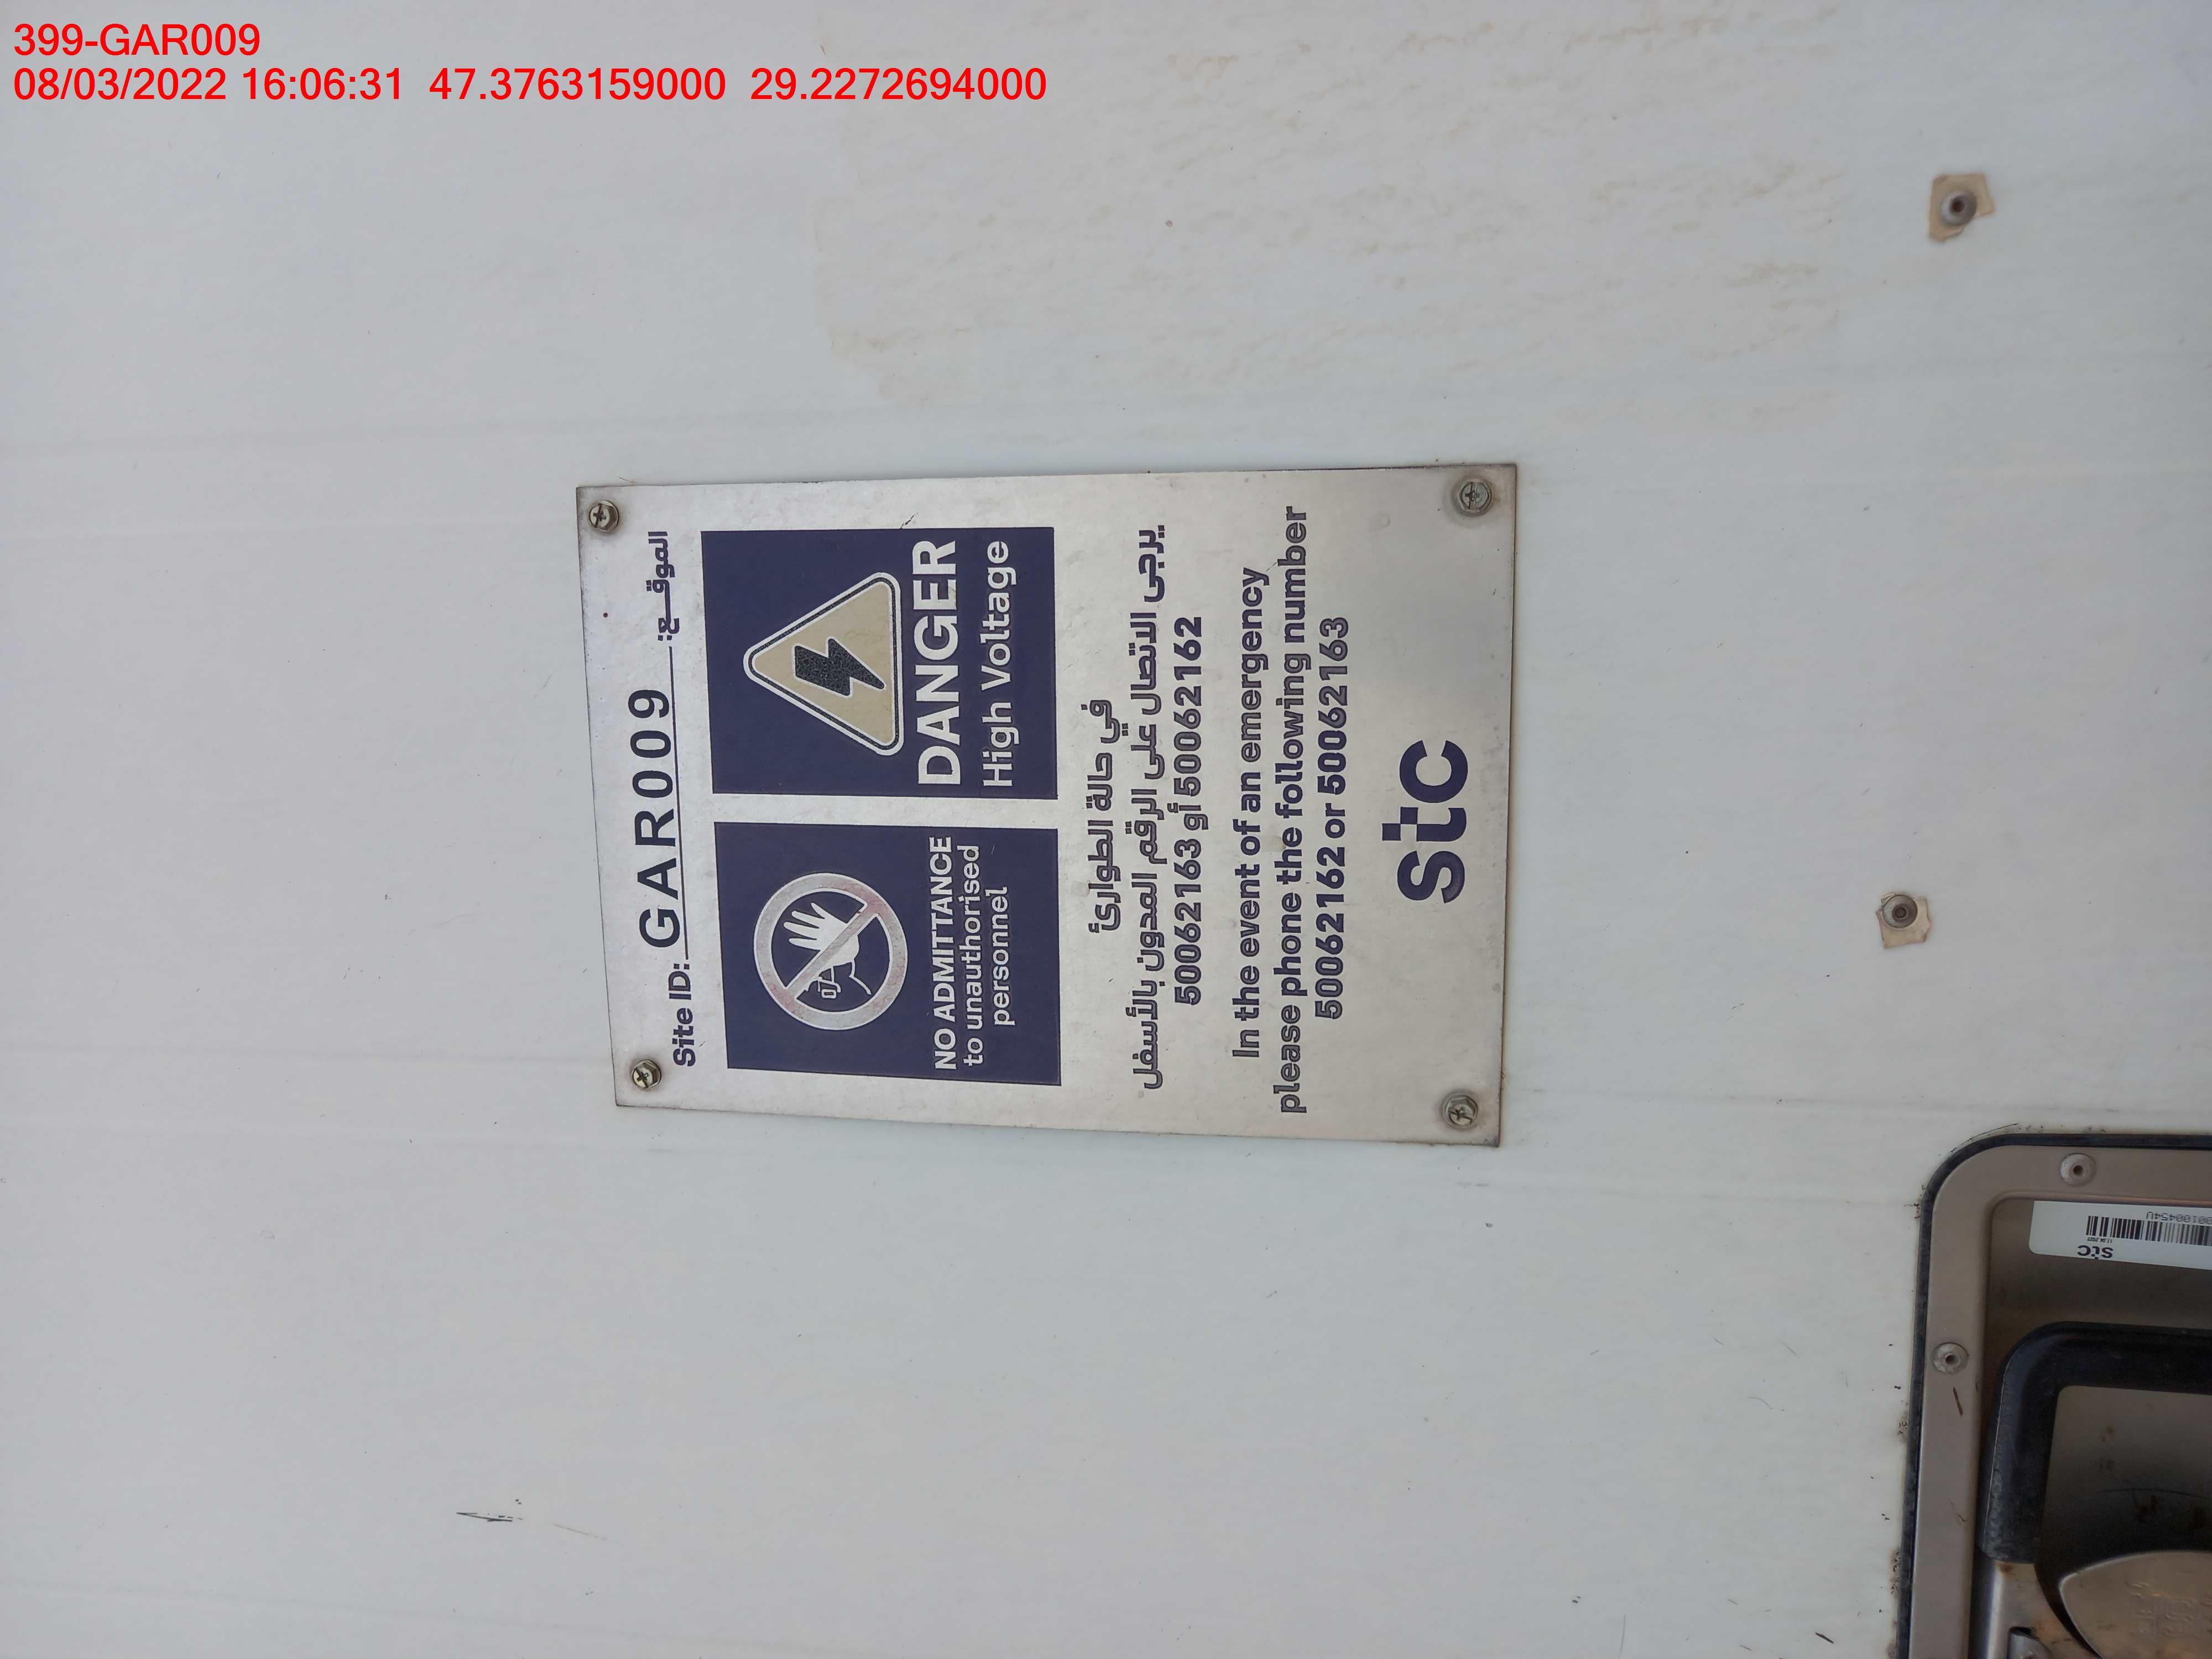 399-GAR009
08/03/2022 16:06:31 47.3763159000 29.2272694000
Site ID: GAR009 الموقـــع:
NO ADMITTANCE
to unauthorised
personnel
DANGER
High Voltage
في حالة الطوارئ
يرجى الاتصال على الرقم المدون بالأسفل
50062163 أو 50062162
In the event of an emergency
please phone the following number
50062162 or 50062163
stc
stc